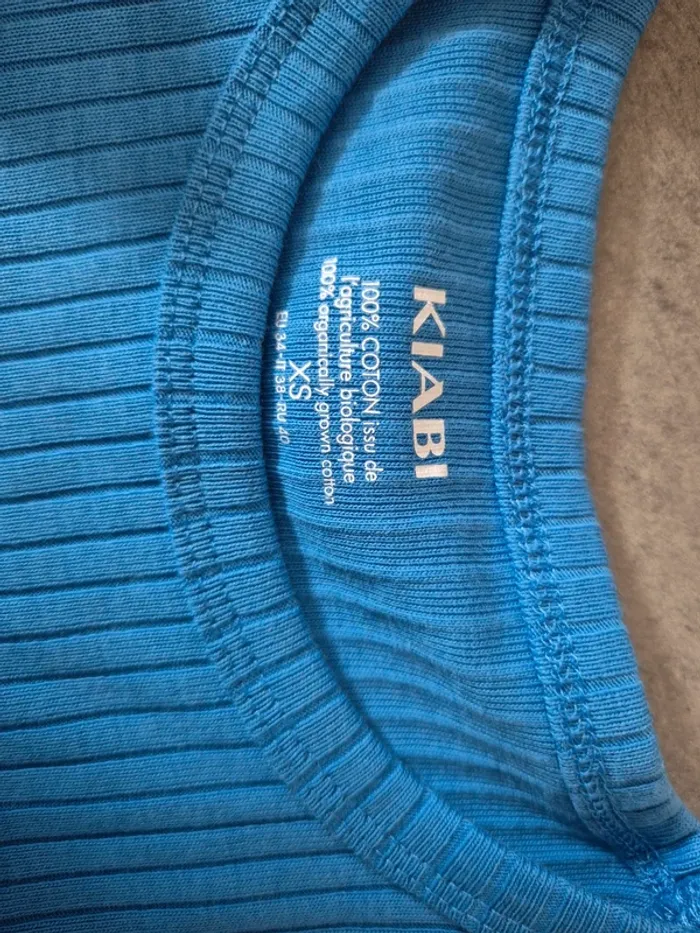 KIABI
100% COTON issu de
l'agriculture biologique
100% organically grown cotton
XS
EU 34-IT 38-RU 40